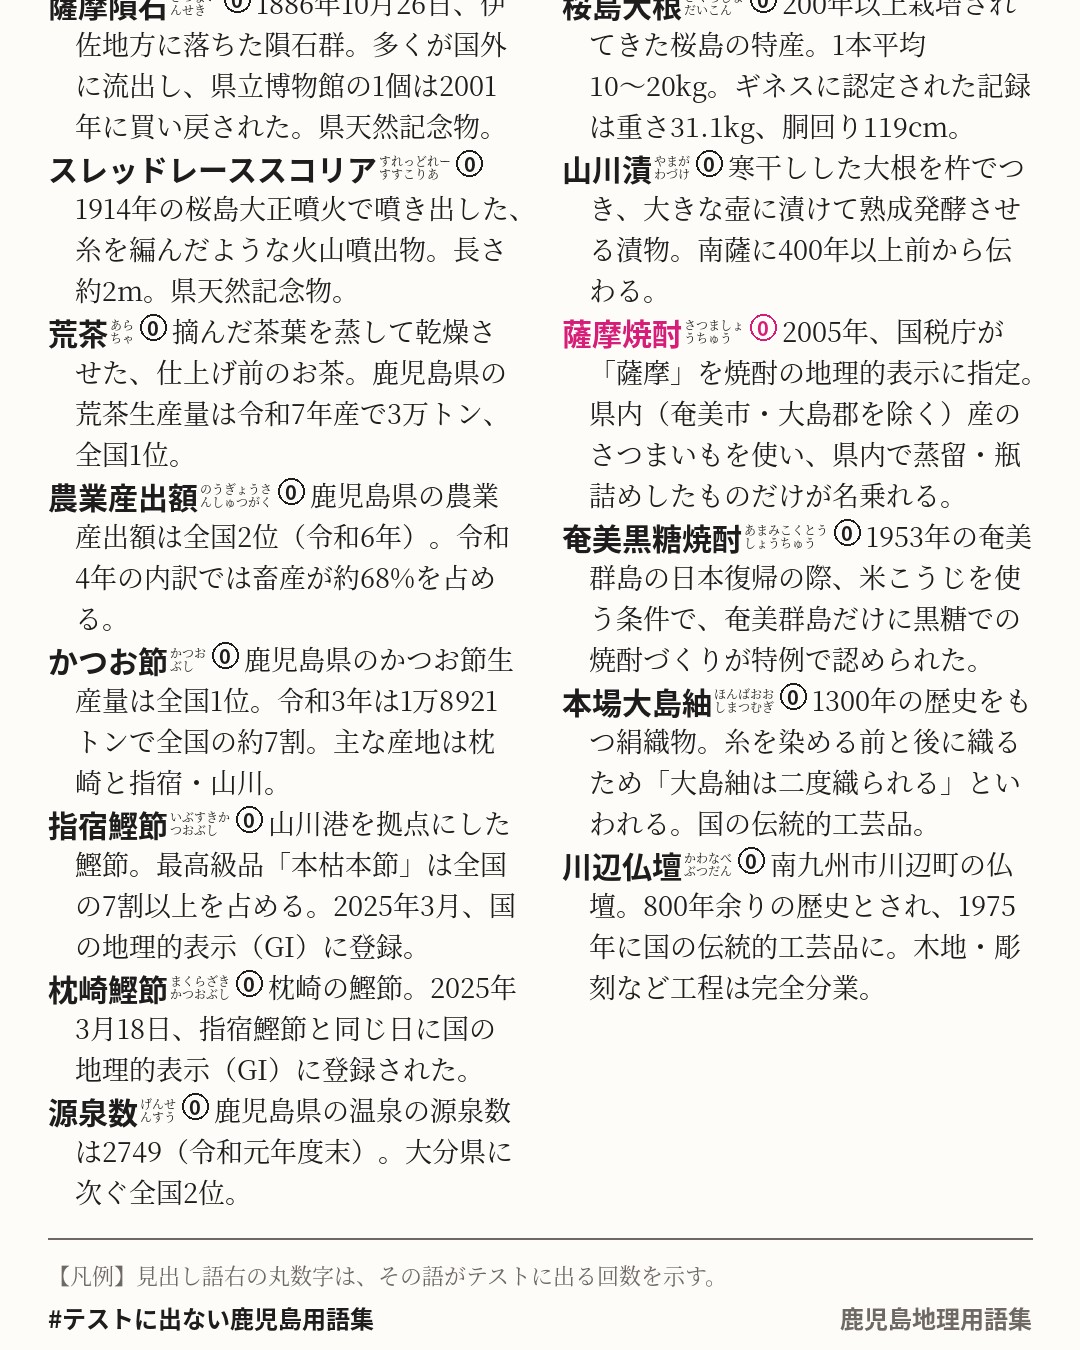 薩摩隕石 んせき 0 1886年10月26日、伊
佐地方に落ちた隕石群。多くが国外
に流出し、県立博物館の1個は2001
年に買い戻された。県天然記念物。
スレッドレーススコリア すれっどれー すすこりあ 0
1914年の桜島大正噴火で噴き出した、
糸を編んだような火山噴出物。長さ
約2m。県天然記念物。
荒茶 あら ちゃ 0 摘んだ茶葉を蒸して乾燥さ
せた、仕上げ前のお茶。鹿児島県の
荒茶生産量は令和7年産で3万トン、
全国1位。
農業産出額 のうぎょうさ んしゅつがく 0 鹿児島県の農業
産出額は全国2位（令和6年）。令和
4年の内訳では畜産が約68%を占め
る。
かつお節 かつお ぶし 0 鹿児島県のかつお節生
産量は全国1位。令和3年は1万8921
トンで全国の約7割。主な産地は枕
崎と指宿・山川。
指宿鰹節 いぶすきか つおぶし 0 山川港を拠点にした
鰹節。最高級品「本枯本節」は全国
の7割以上を占める。2025年3月、国
の地理的表示（GI）に登録。
枕崎鰹節 まくらざき かつおぶし 0 枕崎の鰹節。2025年
3月18日、指宿鰹節と同じ日に国の
地理的表示（GI）に登録された。
源泉数 げんせ んすう 0 鹿児島県の温泉の源泉数
は2749（令和元年度末）。大分県に
次ぐ全国2位。
桜島大根 だいこん 0 200年以上栽培され
てきた桜島の特産。1本平均
10〜20kg。ギネスに認定された記録
は重さ31.1kg、胴回り119cm。
山川漬 やまが わづけ 0 寒干しした大根を杵でつ
き、大きな壺に漬けて熟成発酵させ
る漬物。南薩に400年以上前から伝
わる。
薩摩焼酎 さつましょ うちゅう 0 2005年、国税庁が
「薩摩」を焼酎の地理的表示に指定。
県内（奄美市・大島郡を除く）産の
さつまいもを使い、県内で蒸留・瓶
詰めしたものだけが名乗れる。
奄美黒糖焼酎 あまみこくとう しょうちゅう 0 1953年の奄美
群島の日本復帰の際、米こうじを使
う条件で、奄美群島だけに黒糖での
焼酎づくりが特例で認められた。
本場大島紬 ほんばおお しまつむぎ 0 1300年の歴史をも
つ絹織物。糸を染める前と後に織る
ため「大島紬は二度織られる」とい
われる。国の伝統的工芸品。
川辺仏壇 かわなべ ぶつだん 0 南九州市川辺町の仏
壇。800年余りの歴史とされ、1975
年に国の伝統的工芸品に。木地・彫
刻など工程は完全分業。
【凡例】見出し語右の丸数字は、その語がテストに出る回数を示す。
#テストに出ない鹿児島用語集
鹿児島地理用語集